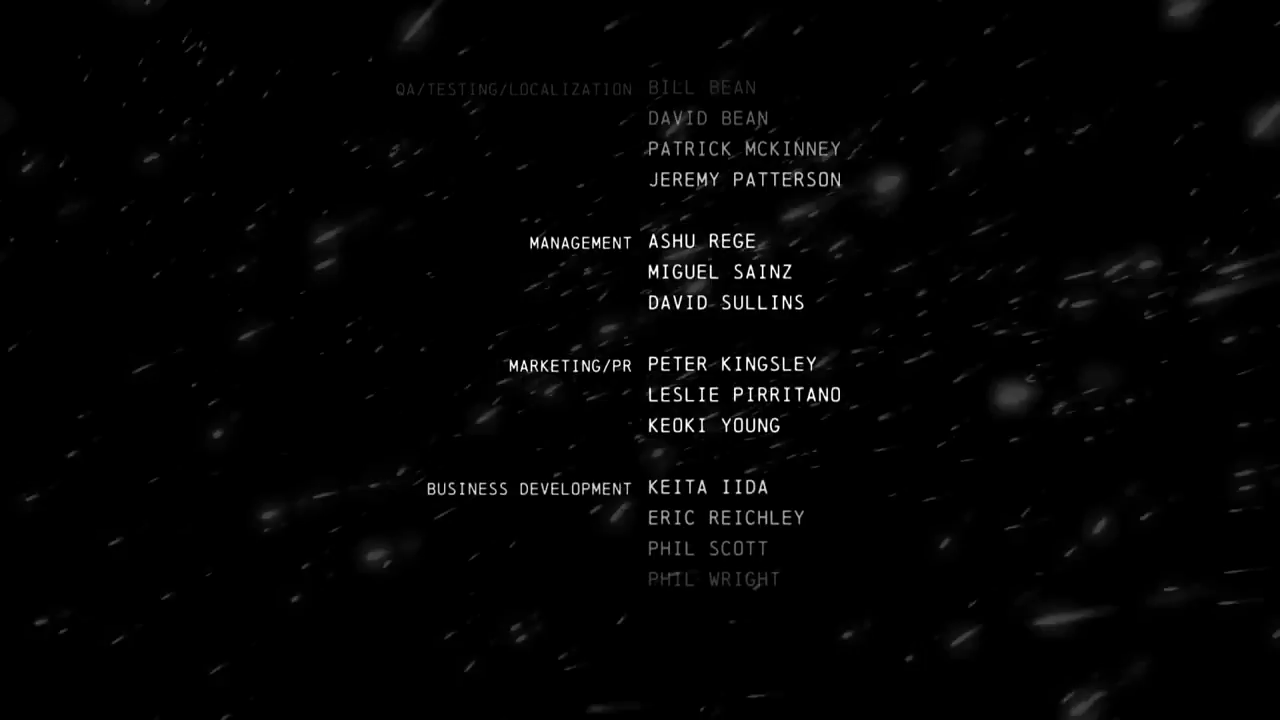 QA/TESTING/LOCALIZATION BILL BEAN
DAVID BEAN
PATRICK MCKINNEY
JEREMY PATTERSON
MANAGEMENT ASHU REGE
MIGUEL SAINZ
DAVID SULLINS
MARKETING/PR PETER KINGSLEY
LESLIE PIRRITANO
KEOKI YOUNG
BUSINESS DEVELOPMENT KEITA IIDA
ERIC REICHLEY
PHIL SCOTT
PHIL WRIGHT